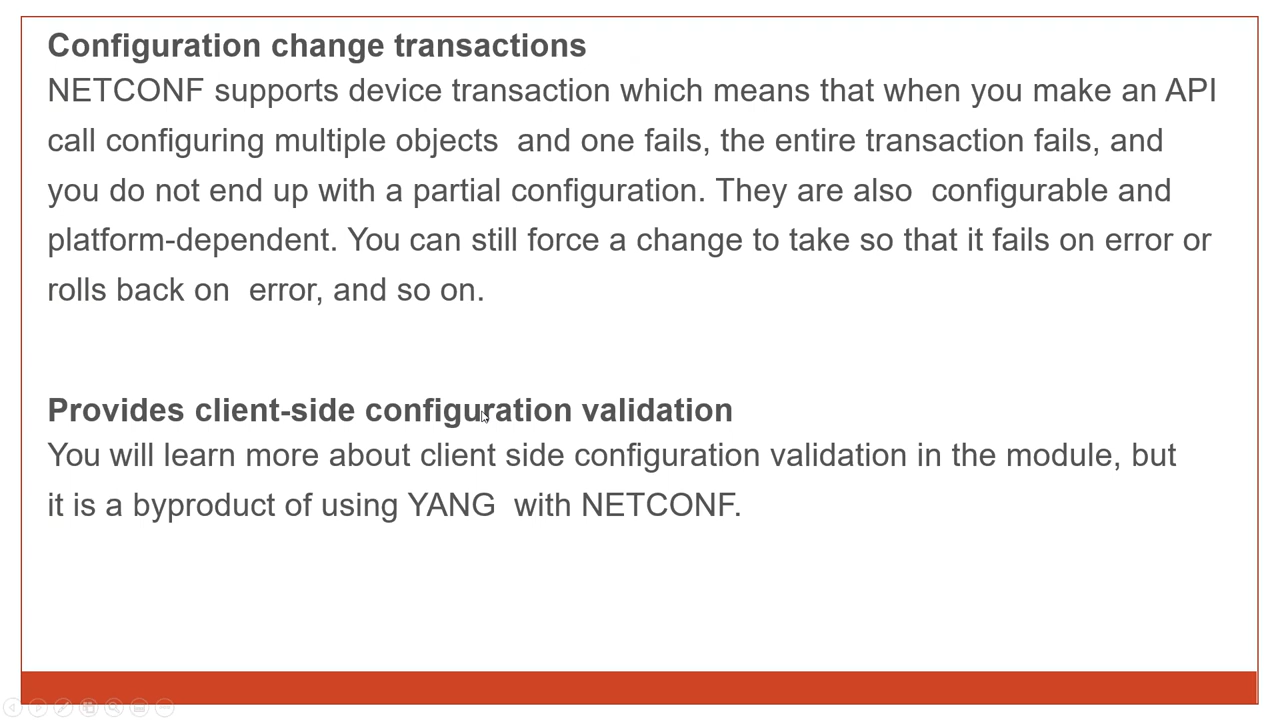 Configuration change transactions
NETCONF supports device transaction which means that when you make an API
call configuring multiple objects  and one fails, the entire transaction fails, and
you do not end up with a partial configuration. They are also  configurable and
platform-dependent. You can still force a change to take so that it fails on error or
rolls back on  error, and so on.
Provides client-side configuration validation
You will learn more about client side configuration validation in the module, but
it is a byproduct of using YANG  with NETCONF.